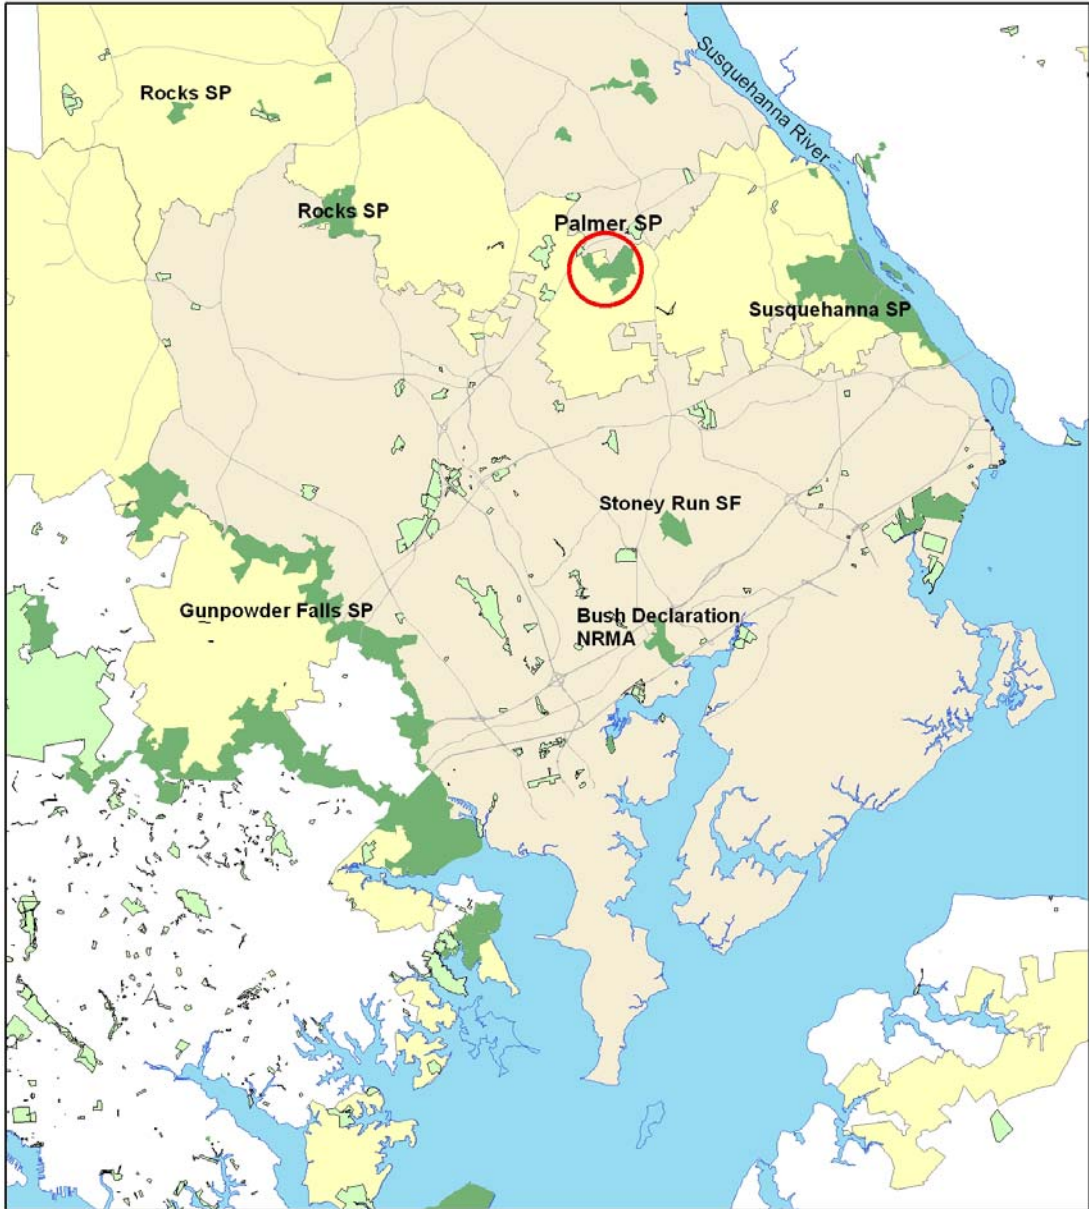 Susquehanna River
Rocks SP
Rocks SP
Palmer SP
Susquehanna SP
Stoney Run SF
Gunpowder Falls SP
Bush Declaration
NRMA